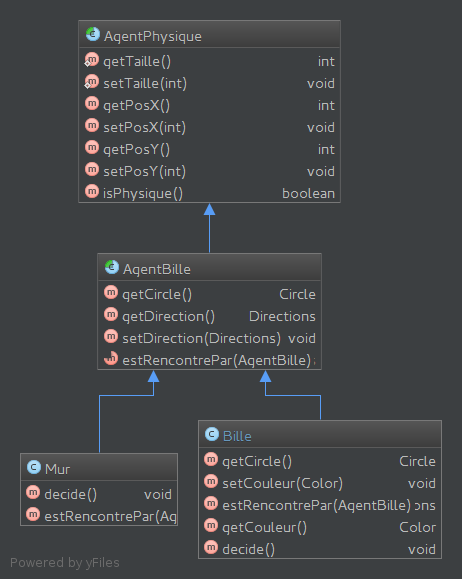 AgentPhysique
getTaille() int
setTaille(int) void
getPosX() int
setPosX(int) void
getPosY() int
setPosY(int) void
isPhysique() boolean
AgentBille
getCircle() Circle
getDirection() Directions
setDirection(Directions) void
estRencontrePar(AgentBille)
Mur
decide() void
estRencontrePar(Ag
Bille
getCircle() Circle
setCouleur(Color) void
estRencontrePar(AgentBille) ons
getCouleur() Color
decide() void
Powered by yFiles